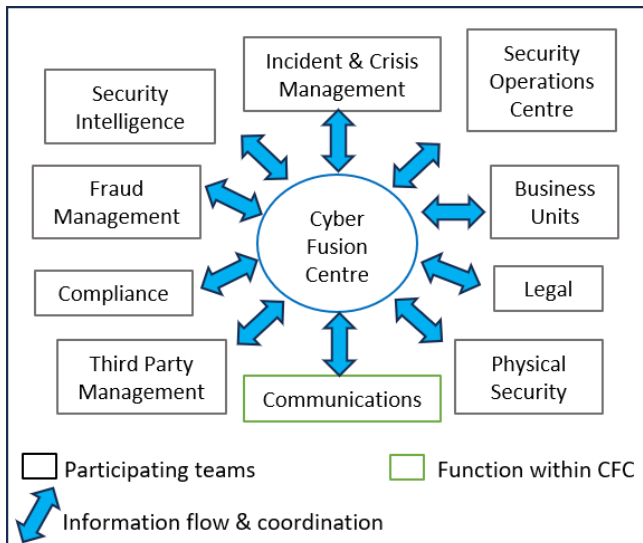 Incident & Crisis
Management
Security
Operations
Centre
Security
Intelligence
Fraud
Management
Cyber
Fusion
Centre
Business
Units
Compliance
Legal
Third Party
Management
Communications
Physical
Security
Participating teams
Function within CFC
Information flow & coordination